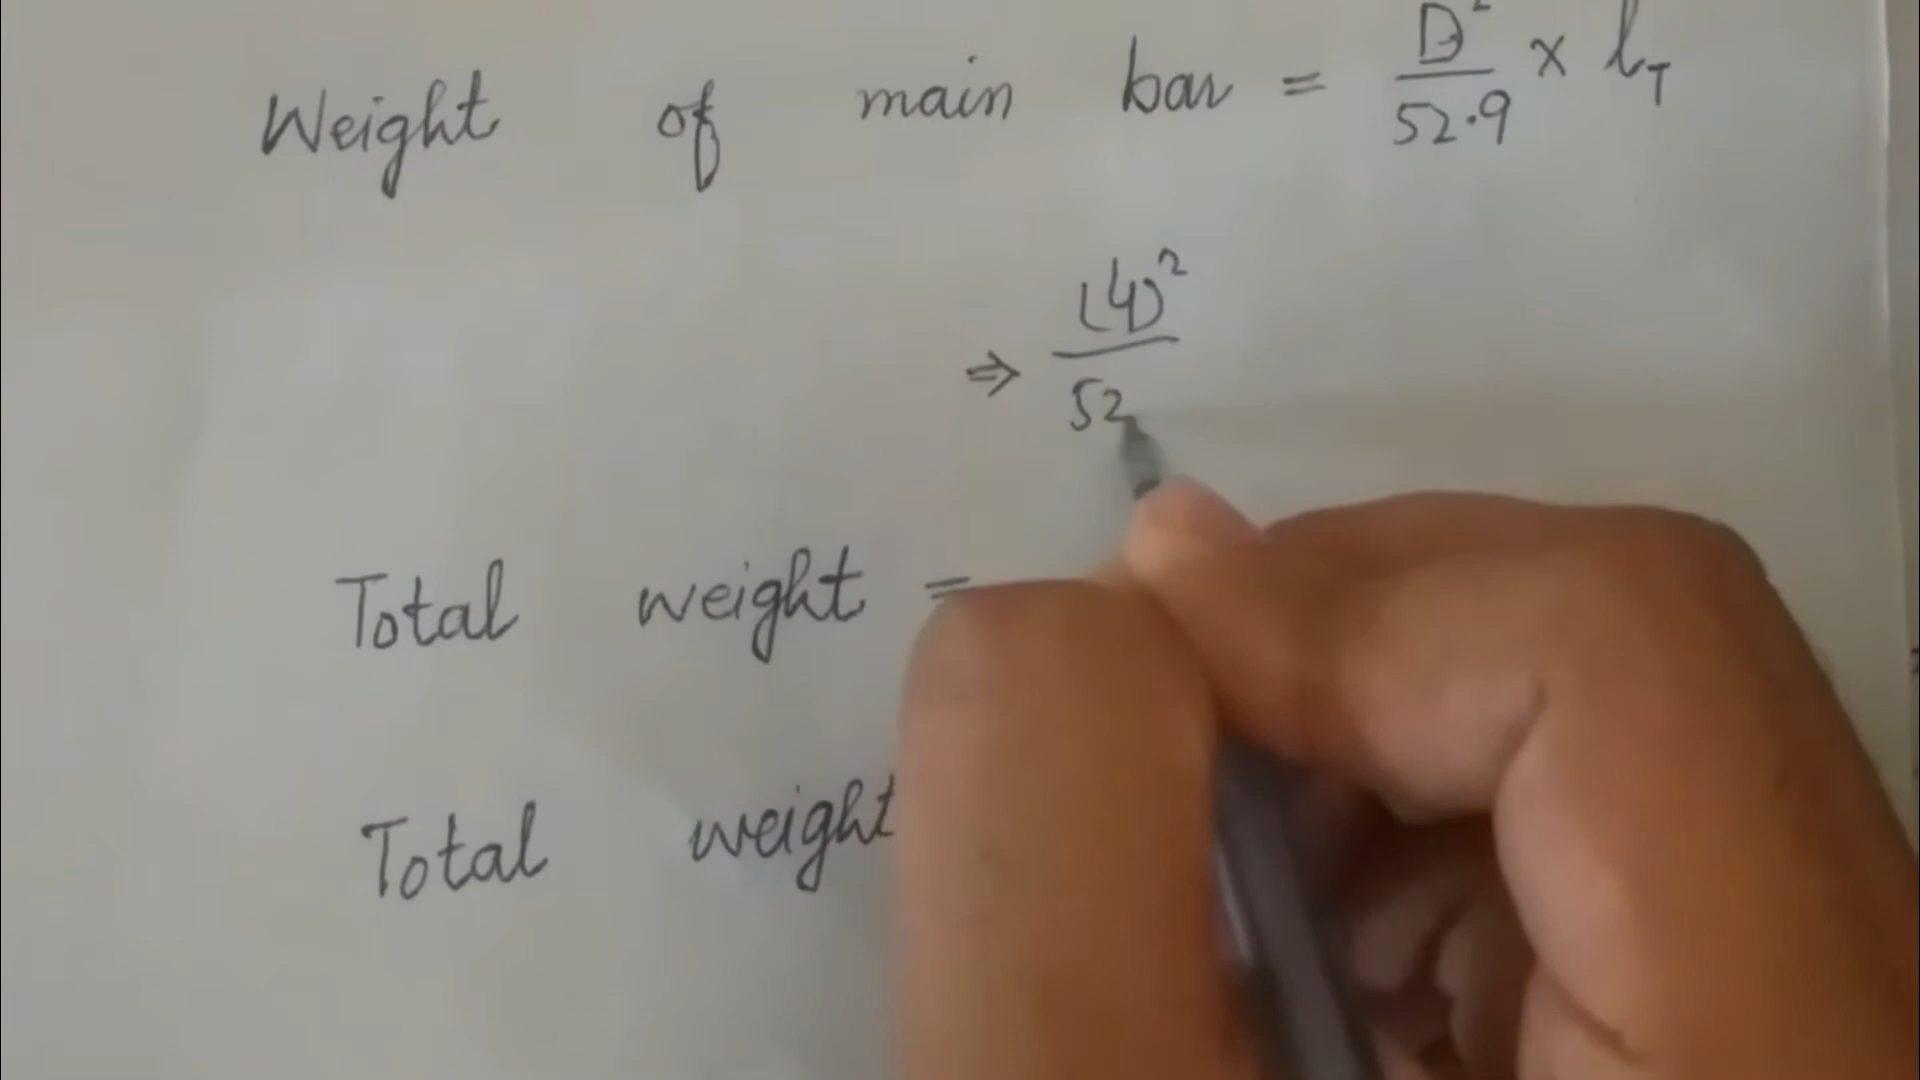 Weight of main bar = D²/52.9 × l_T
⇒ (4)²/52
Total weight =
Total weight